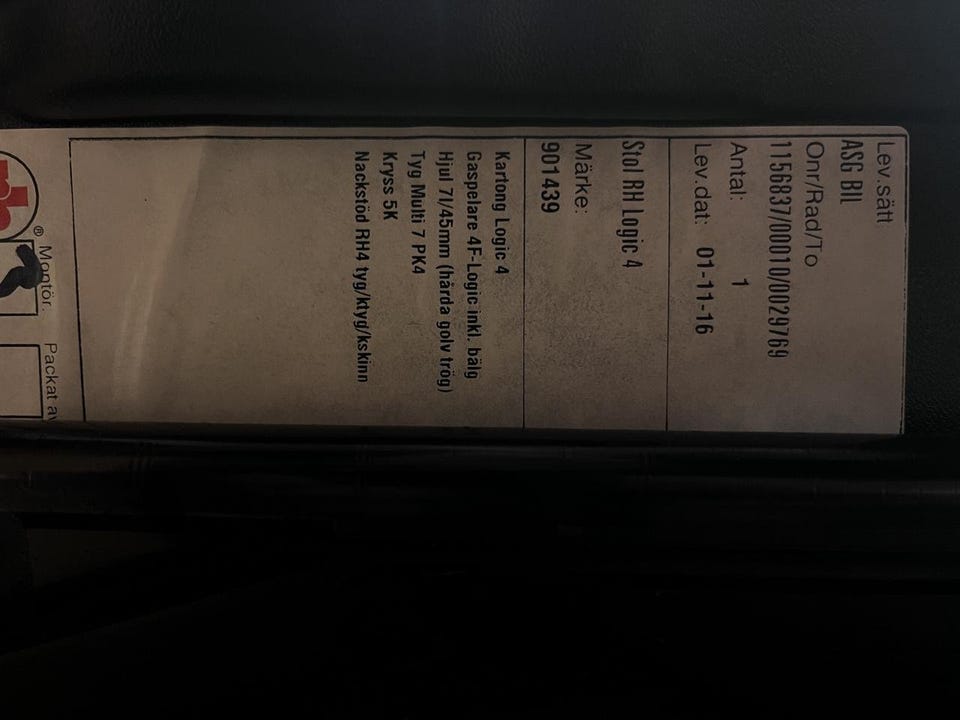 Lev.sätt
ASG BIL
Onr/Rad/To
1156837/00010/0029769
Antal: 1
Lev.dat: 01-11-16
Stol RH Logic 4
Märke:
901439
Kartong Logic 4
Gaspelare 4F-Logic inkl. bälg
Hjul 7l/45mm (hårda golv trög)
Tyg Multi 7 PK4
Kryss 5K
Nackstöd RH4 tyg/ktyg/kskinn
® Montör.
Packat av